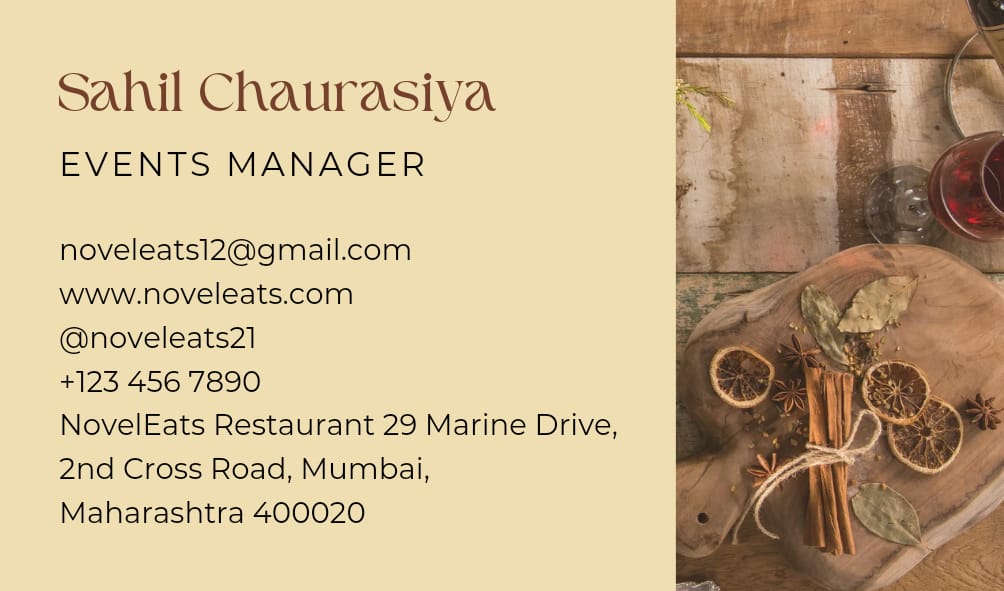 Sahil Chaurasiya
EVENTS MANAGER
noveleats12@gmail.com
www.noveleats.com
@noveleats21
+123 456 7890
NovelEats Restaurant 29 Marine Drive,
2nd Cross Road, Mumbai,
Maharashtra 400020